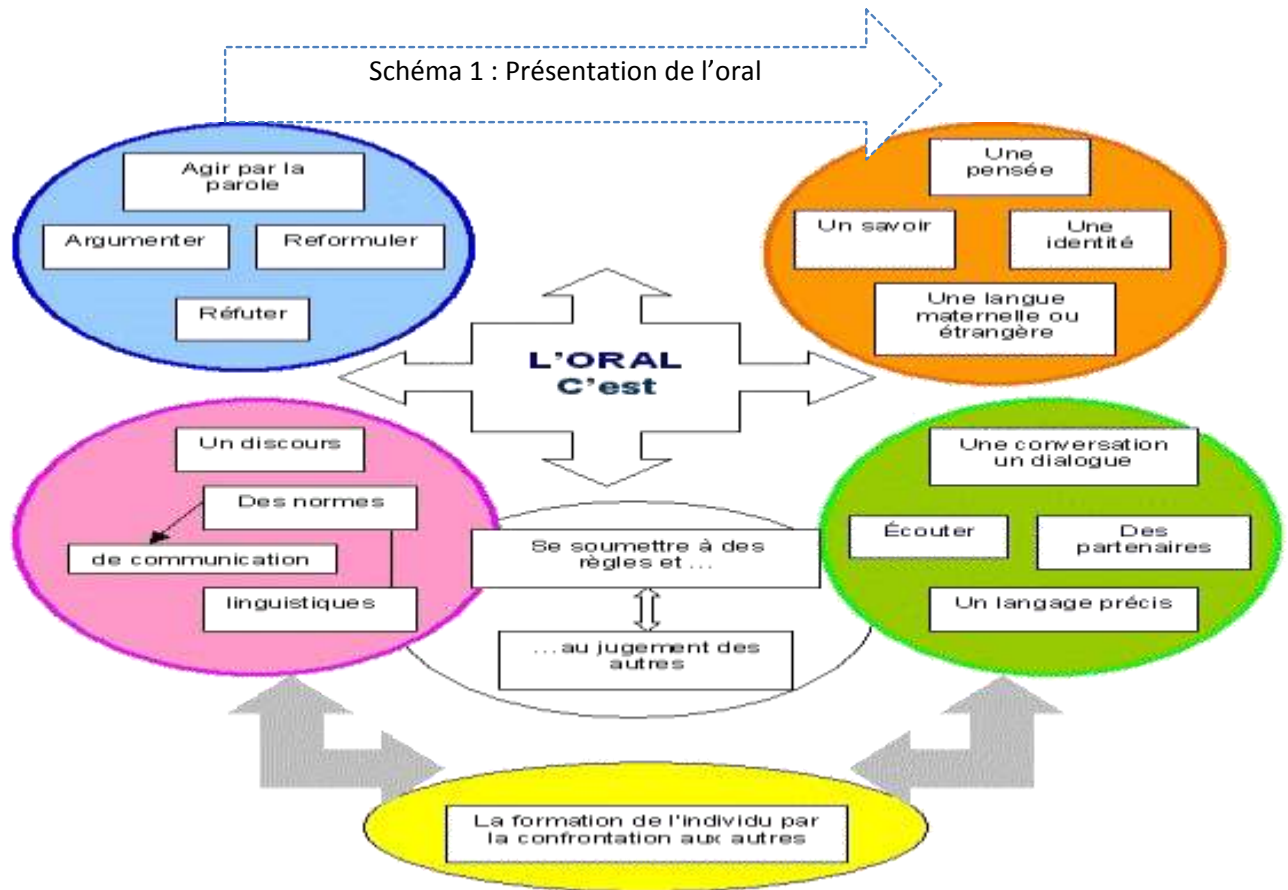 Schéma 1 : Présentation de l’oral
Agir par la
parole
Argumenter
Reformuler
Réfuter
Une
pensée
Un savoir
Une
identité
Une langue
maternelle ou
étrangère
L'ORAL
C'est
Un discours
Des normes
de communication
linguistiques
Se soumettre à des
règles et ...
...au jugement des
autres
Une conversation
un dialogue
Écouter
Des
partenaires
Un langage précis
La formation de l'individu par
la confrontation aux autres